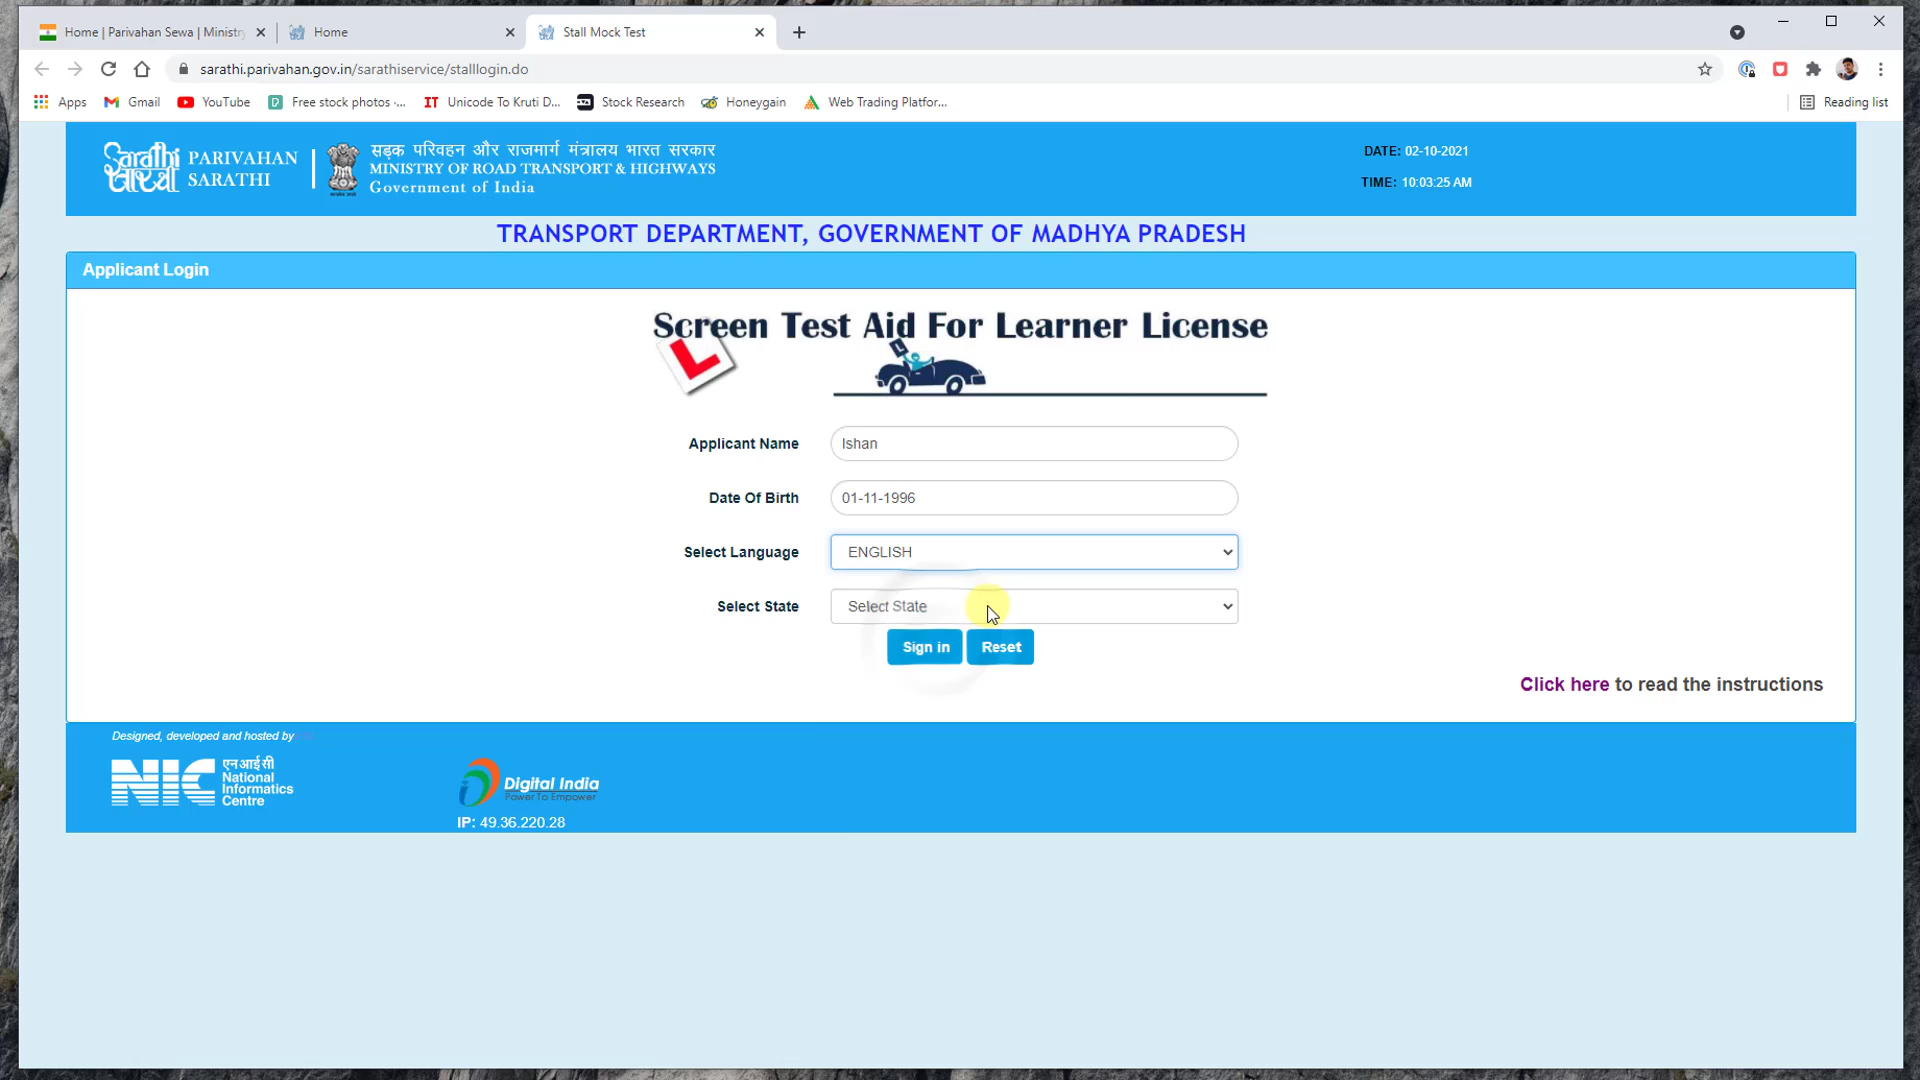 Home | Parivahan Sewa | Ministry
Home
Stall Mock Test
sarathi.parivahan.gov.in/sarathiservice/stalllogin.do
Apps
Gmail
YouTube
Free stock photos -...
Unicode To Kruti D...
Stock Research
Honeygain
Web Trading Platfor...
Reading list
Sarathi
सारथी
PARIVAHAN
SARATHI
सड़क परिवहन और राजमार्ग मंत्रालय भारत सरकार
MINISTRY OF ROAD TRANSPORT & HIGHWAYS
Government of India
DATE: 02-10-2021
TIME: 10:03:25 AM
TRANSPORT DEPARTMENT, GOVERNMENT OF MADHYA PRADESH
Applicant Login
Screen Test Aid For Learner License
L
Applicant Name
Ishan
Date Of Birth
01-11-1996
Select Language
ENGLISH
Select State
Select State
Sign in
Reset
Click here to read the instructions
Designed, developed and hosted by
NIC
एनआईसी
National
Informatics
Centre
Digital India
Power To Empower
IP: 49.36.220.28